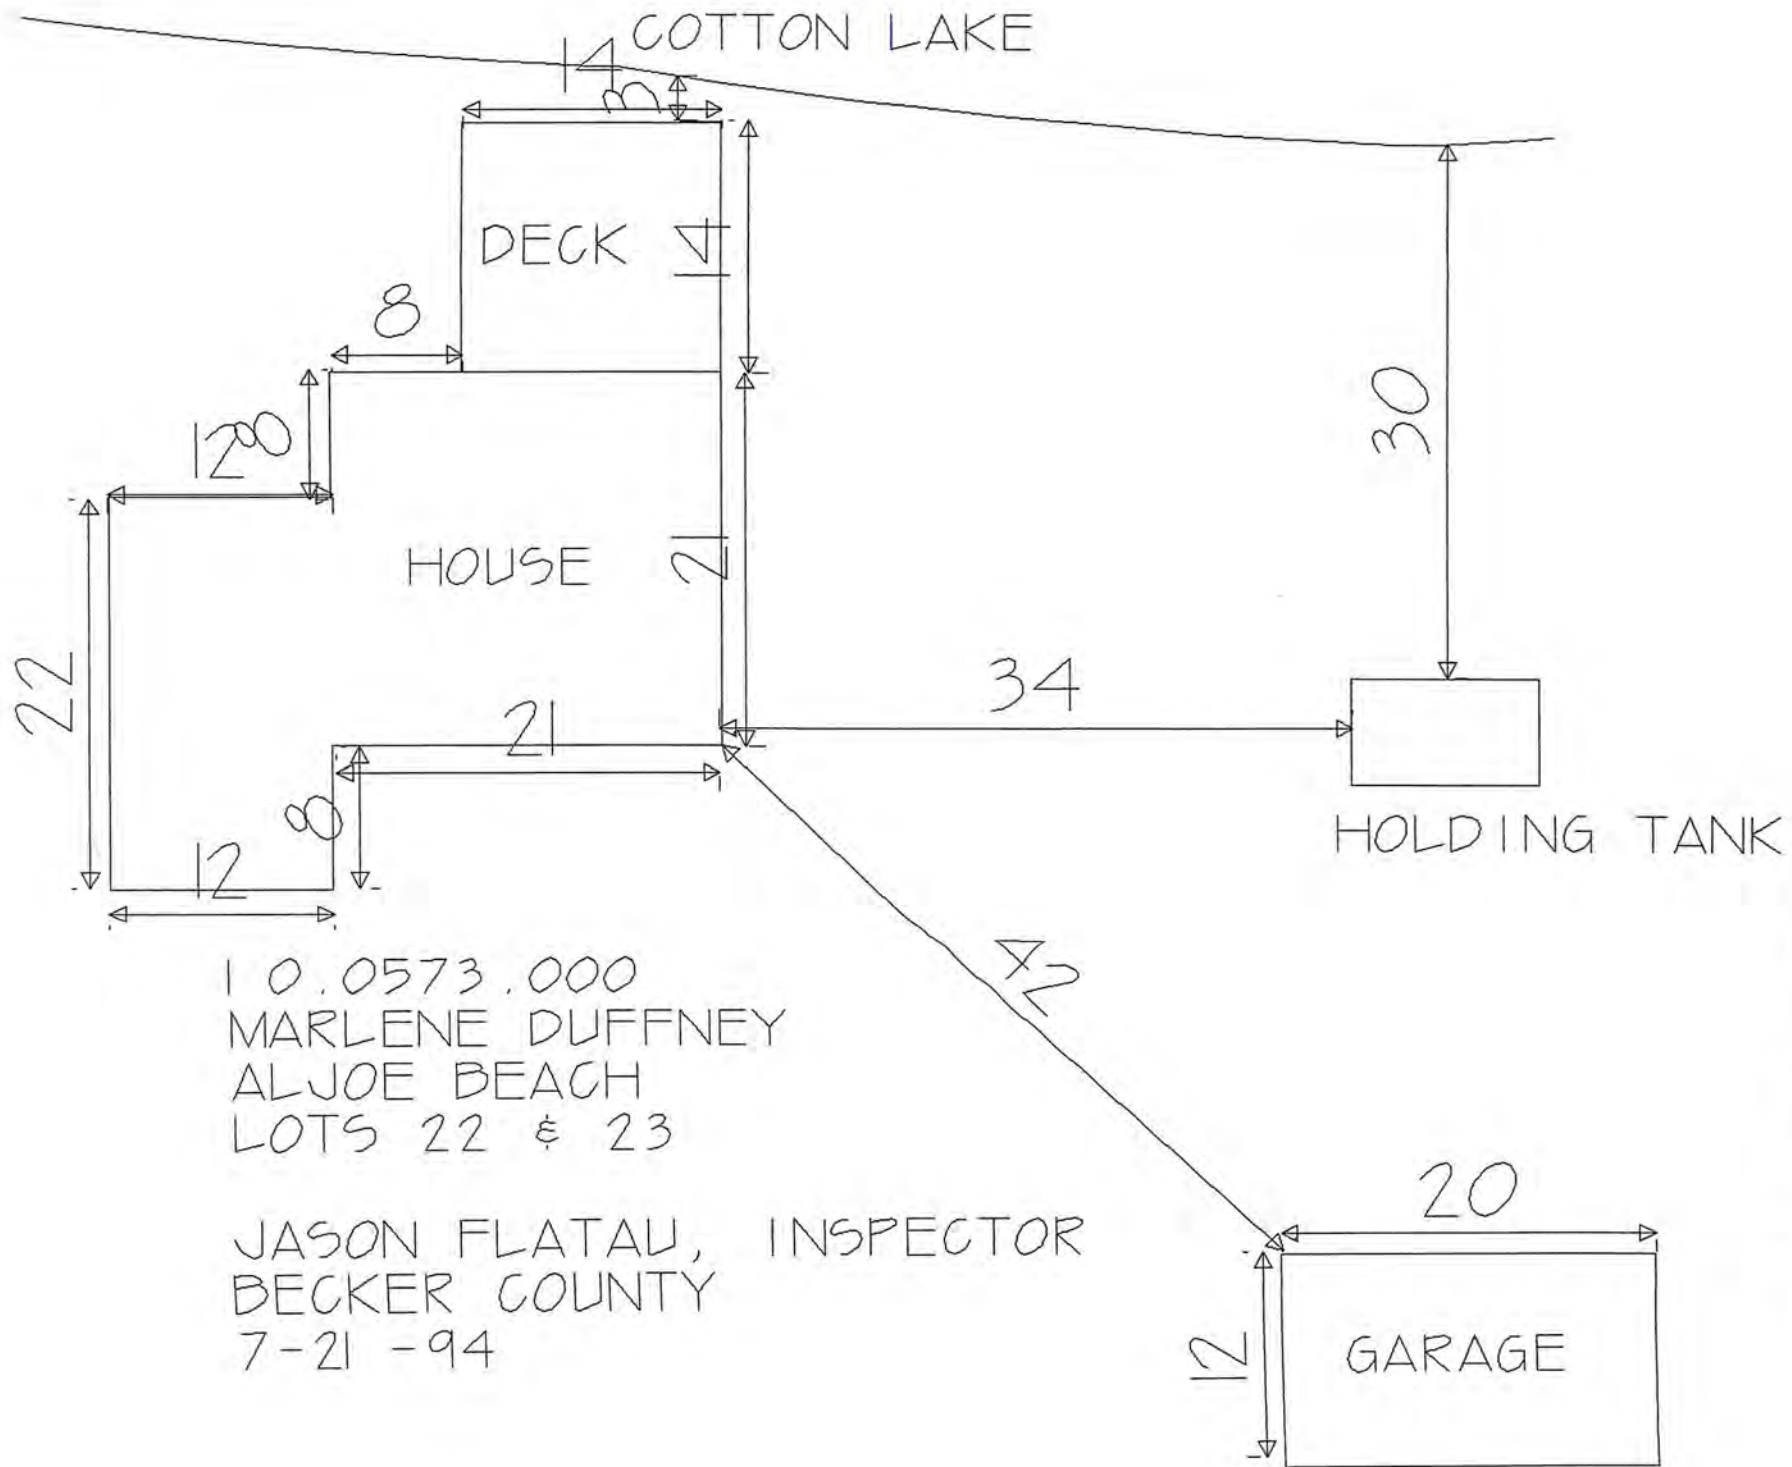 COTTON LAKE
14
3
DECK
14
8
8
12
30
HOUSE
21
22
34
21
8
12
HOLDING TANK
42
10.0573.000
MARLENE DUFFNEY
ALJOE BEACH
LOTS 22 & 23
20
JASON FLATAU, INSPECTOR
BECKER COUNTY
7-21-94
12
GARAGE